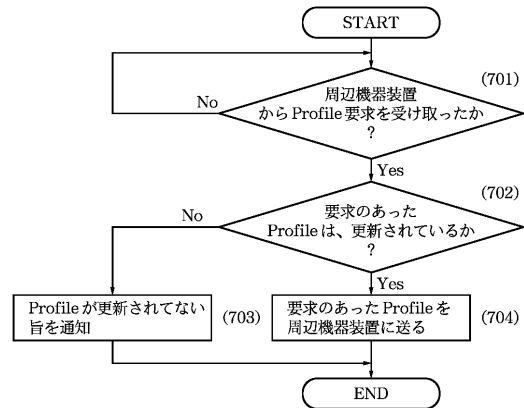 START
(701)
周辺機器装置
からProfile要求を受け取ったか
?
No
Yes
(702)
要求のあった
Profileは、更新されているか
?
No
Yes
Profileが更新されてない
旨を通知
(703)
要求のあったProfileを
周辺機器装置に送る
(704)
END